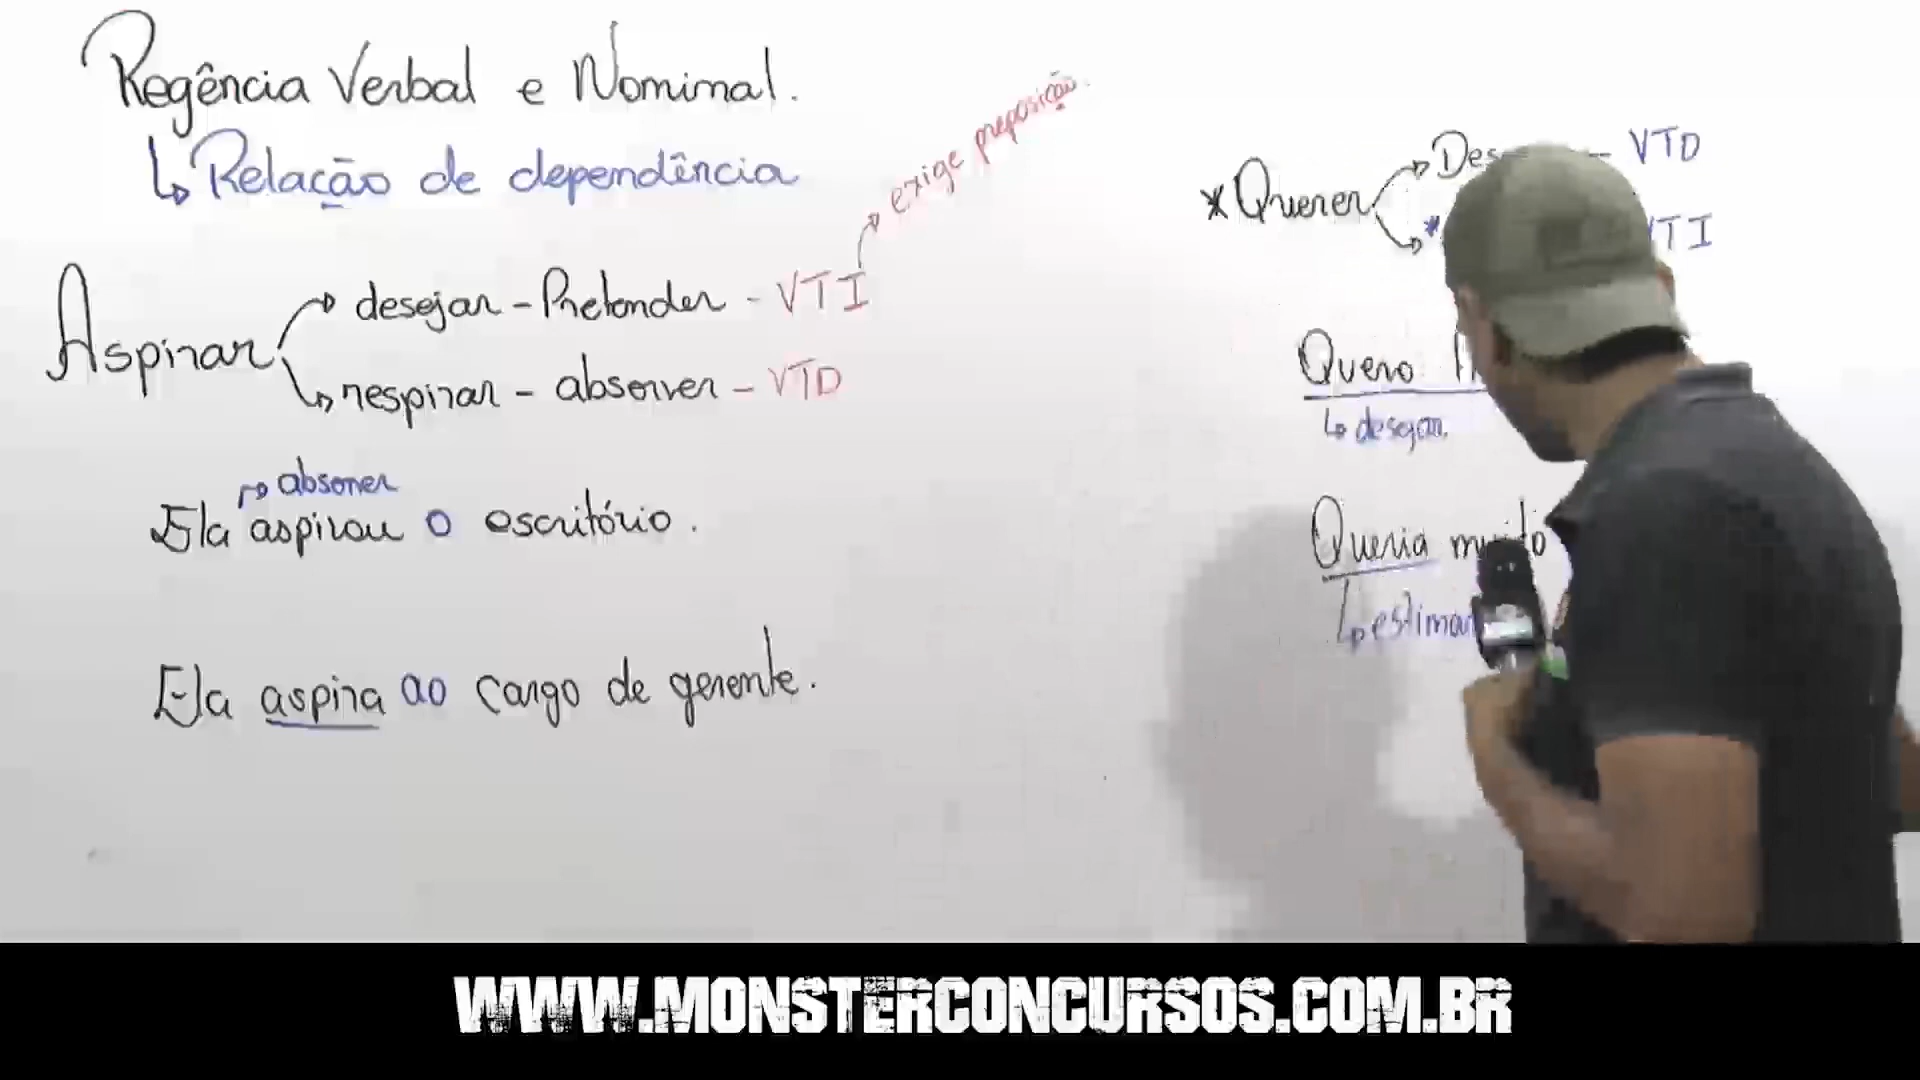 Regência Verbal e Nominal.
↳ Relação de dependência
exige preposição.
Aspirar
desejar - Pretender - VTI
respirar - absorver - VTD
absorver
Ela aspirou o escritório.
Ela aspira ao cargo de gerente.
* Querer
VTD
* VTI
Quero
↳ desejar.
Queria muito
↳ estimar
WWW.MONSTERCONCURSOS.COM.BR